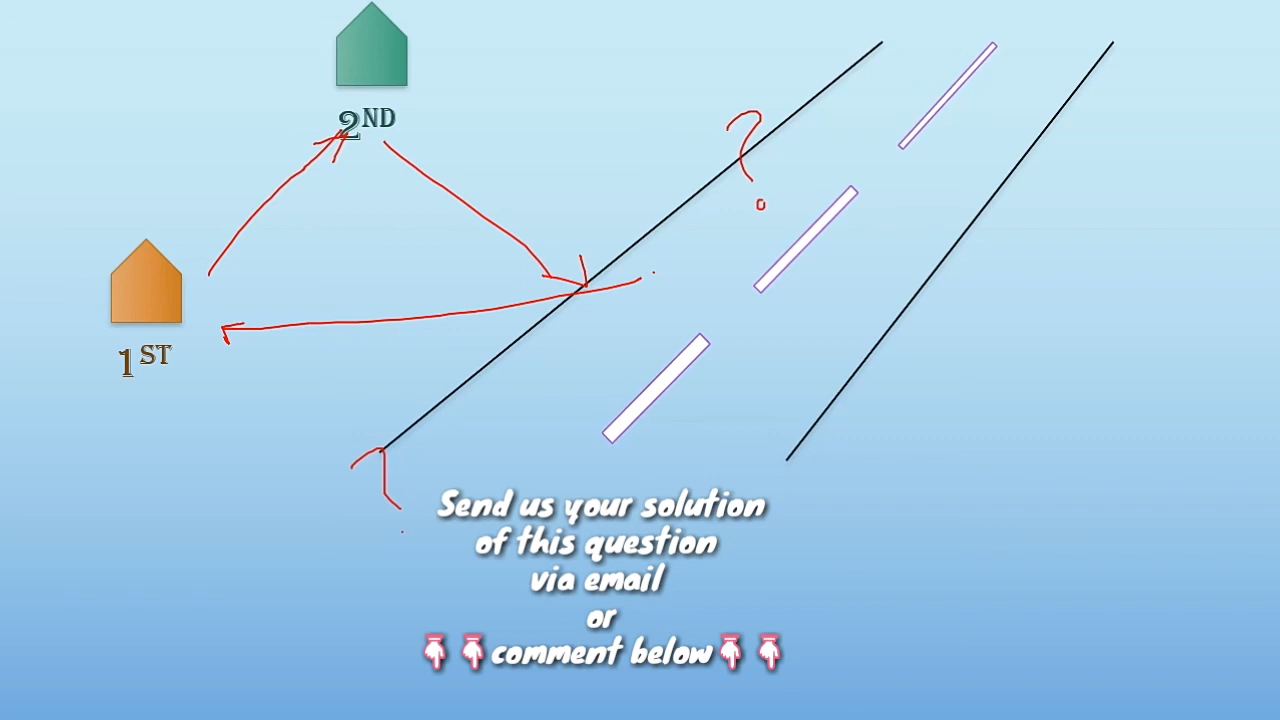 2ND
1ST
?
?
Send us your solution
of this question
via email
or
👇👇comment below👇👇